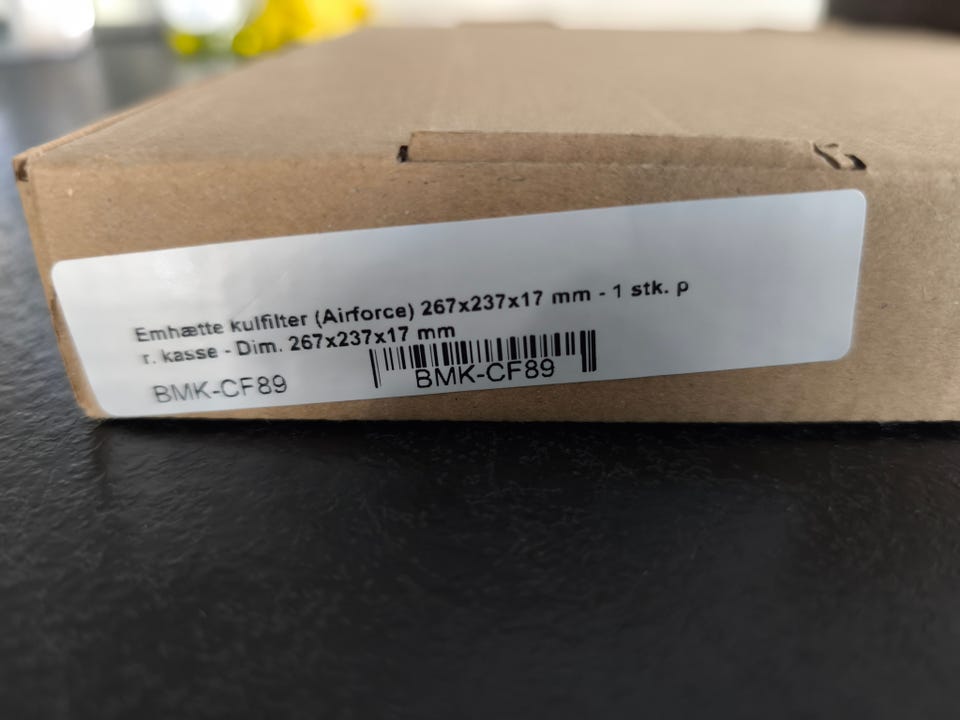 Emhætte kulfilter (Airforce) 267x237x17 mm - 1 stk. p
r. kasse - Dim. 267x237x17 mm
BMK-CF89
BMK-CF89